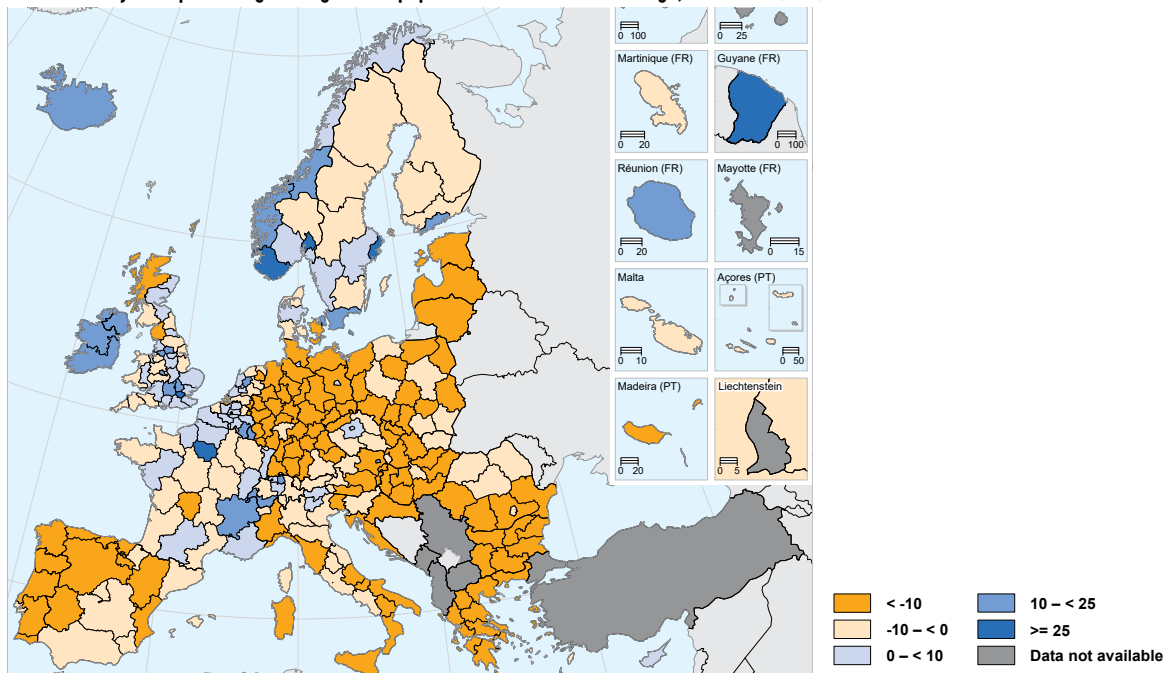 0 100
0 25
Martinique (FR)
0 20
Guyane (FR)
0 100
Réunion (FR)
0 20
Mayotte (FR)
0 15
Malta
0 10
Açores (PT)
0 50
Madeira (PT)
0 20
Liechtenstein
0 5
< -10
-10 – < 0
0 – < 10
10 – < 25
>= 25
Data not available